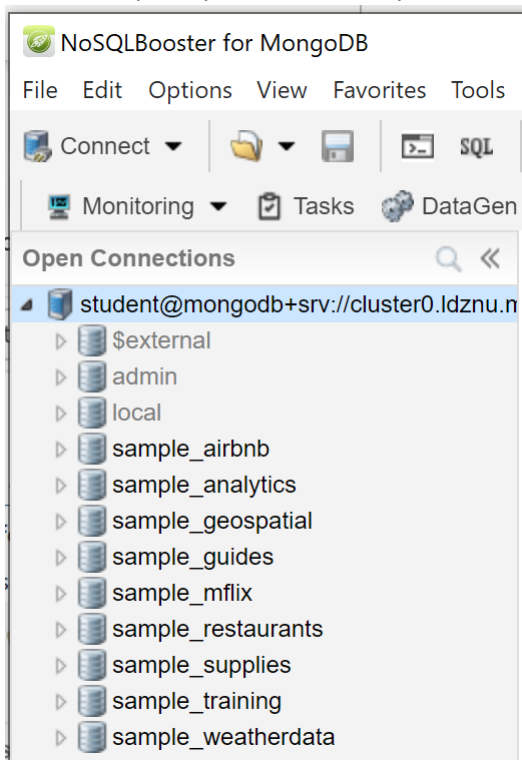 NoSQLBooster for MongoDB
File Edit Options View Favorites Tools
Connect SQL
Monitoring Tasks DataGen
Open Connections
student@mongodb+srv://cluster0.ldznu.m
$external
admin
local
sample_airbnb
sample_analytics
sample_geospatial
sample_guides
sample_mflix
sample_restaurants
sample_supplies
sample_training
sample_weatherdata